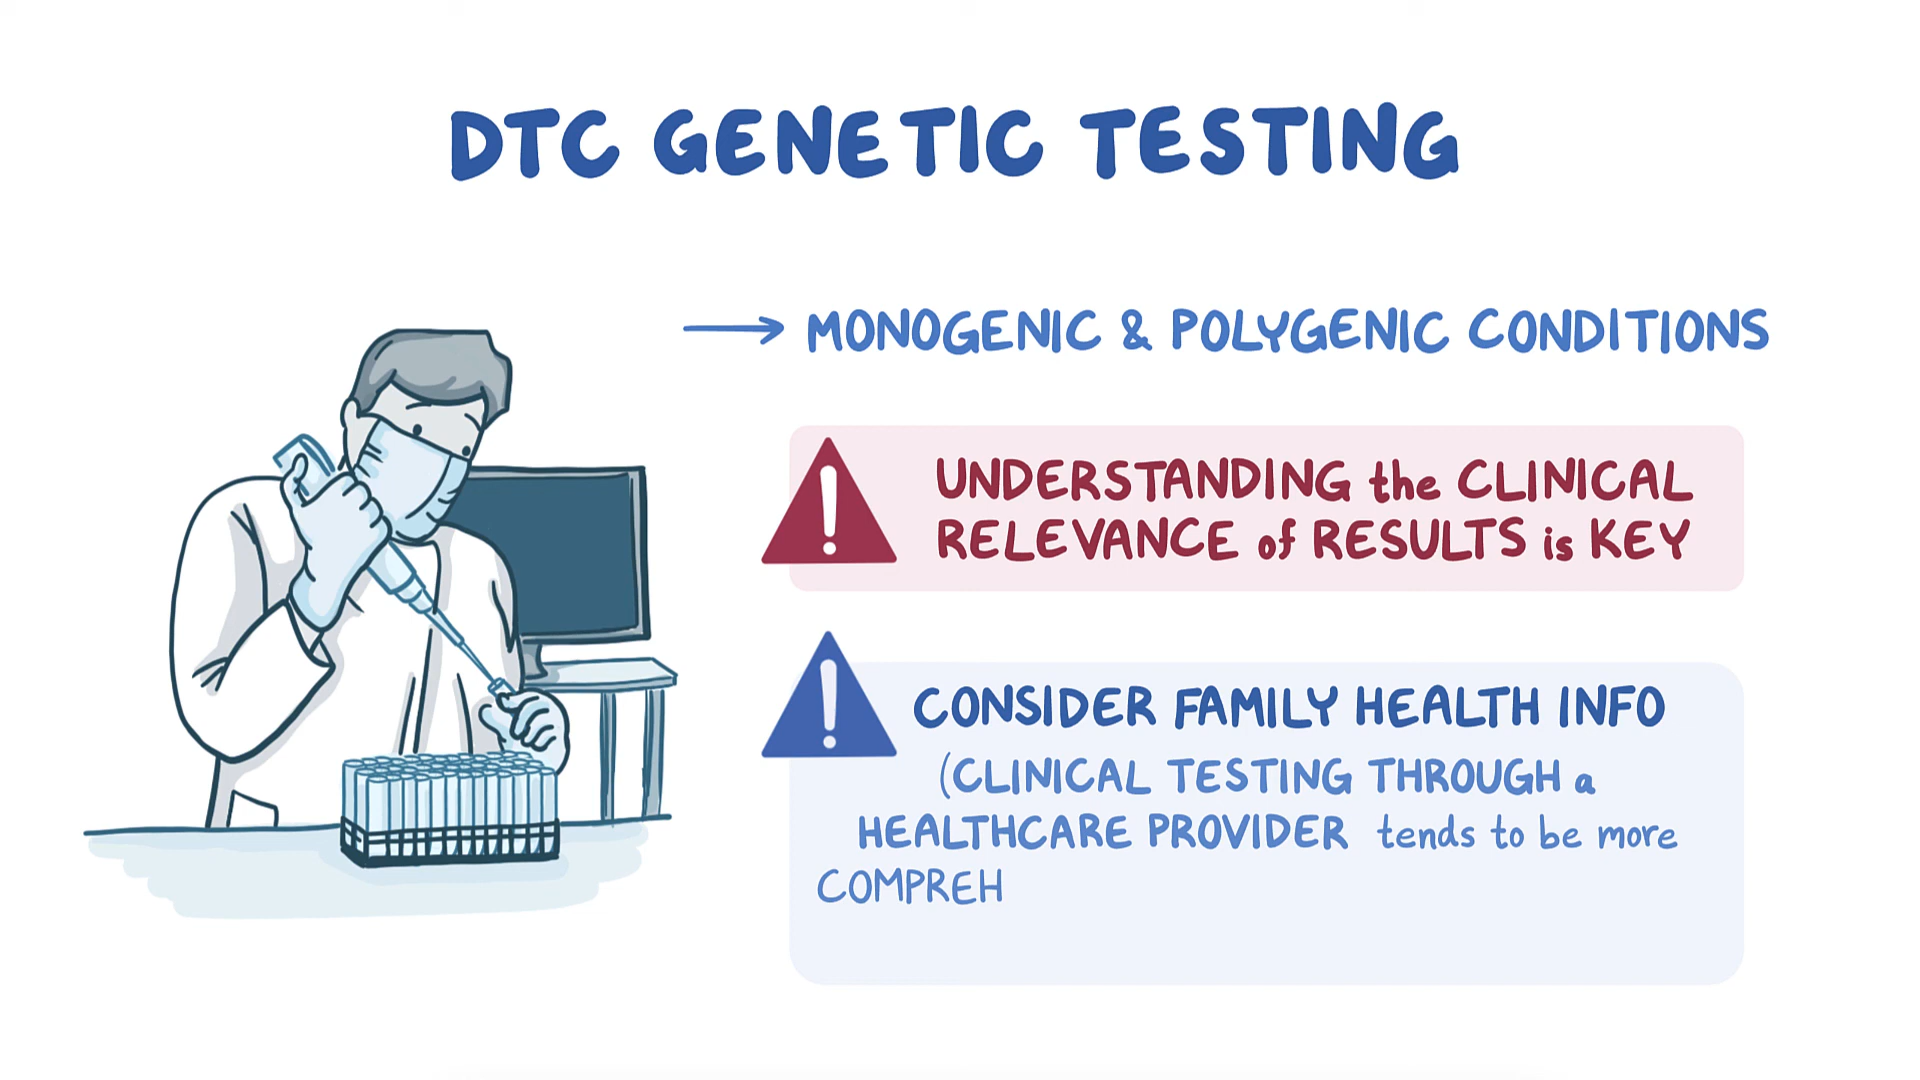 DTC GENETIC TESTING
→ MONOGENIC & POLYGENIC CONDITIONS
UNDERSTANDING the CLINICAL
RELEVANCE of RESULTS is KEY
CONSIDER FAMILY HEALTH INFO
(CLINICAL TESTING THROUGH a
HEALTHCARE PROVIDER tends to be more
COMPREH